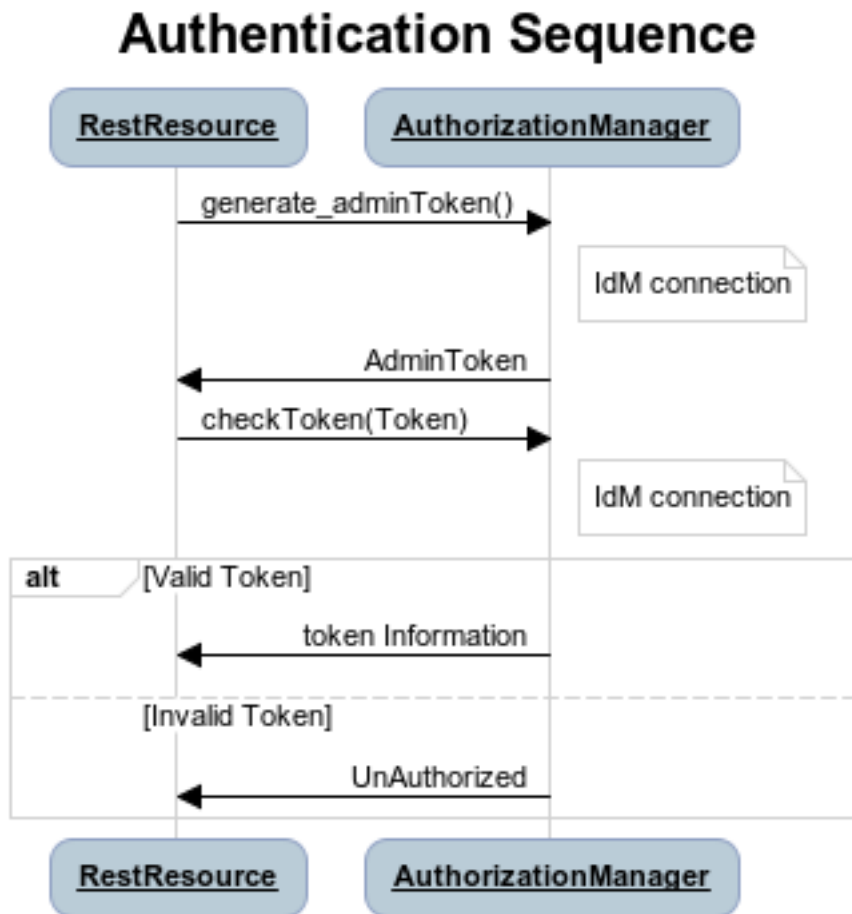 Authentication Sequence
RestResource
AuthorizationManager
generate_adminToken()
IdM connection
AdminToken
checkToken(Token)
IdM connection
alt
[Valid Token]
token Information
[Invalid Token]
UnAuthorized
RestResource
AuthorizationManager